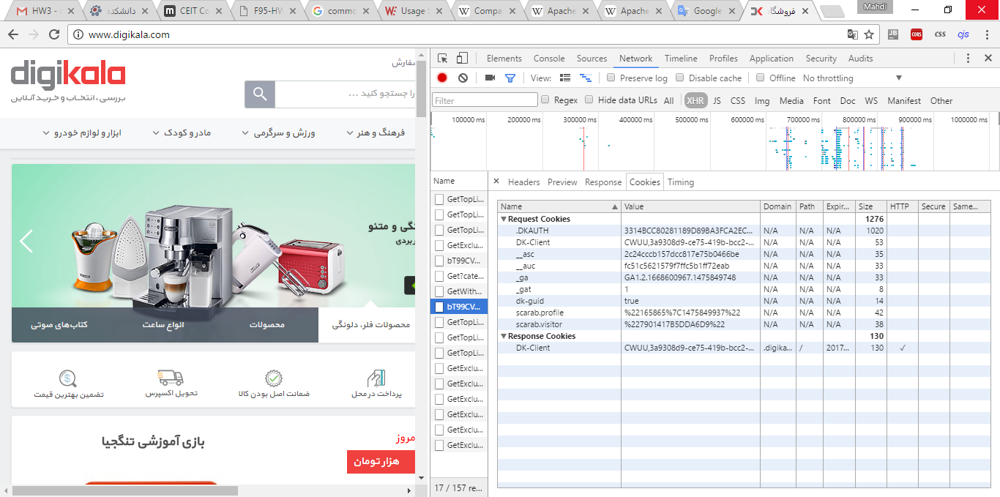 HW3 -
دانشکده
CEIT Co
F95-HW
commo
Usage
Compa
Apache
Apache
Google
فروشگا
Mahdi
www.digikala.com
JB CORS css cjs
digikala
بررسی، انتخاب و خرید آنلاین
سفارش
را جستجو کنید ...
فرهنگ و هنر
ورزش و سرگرمی
مادر و کودک
ابزار و لوازم خودرو
محصولات فلر، دلونگی
محصولات
انواع ساعت
کتاب‌های صوتی
پرداخت در محل
ضمانت اصل بودن کالا
تحویل اکسپرس
تضمین بهترین قیمت
بازی آموزشی تنگجیا
هزار تومان
Elements Console Sources Network Timeline Profiles Application Security Audits
View: Preserve log Disable cache Offline No throttling
Filter Regex Hide data URLs All XHR JS CSS Img Media Font Doc WS Manifest Other
100000 ms 200000 ms 300000 ms 400000 ms 500000 ms 600000 ms 700000 ms 800000 ms 900000 ms 1000000 ms
Name
GetTopLi...
GetTopLi...
GetTopLi...
GetExclu...
bT99CV...
Get?cate...
GetWith...
bT99CV...
GetTopLi...
GetTopLi...
GetTopLi...
GetExclu...
GetExclu...
GetExclu...
GetExclu...
GetExclu...
GetExclu...
17 / 157 re...
Headers Preview Response Cookies Timing
Name Value Domain Path Expir... Size HTTP Secure Same...
Request Cookies 1276
.DKAUTH 3314BCC80281189D89BA3FCA2EC... N/A N/A N/A 1020
DK-Client CWUU,3a9308d9-ce75-419b-bcc2-... N/A N/A N/A 53
__asc 2c24cccb157dcc817e75b0466be N/A N/A N/A 35
__auc fc51c5621579f7ffc5b1ff72eab N/A N/A N/A 33
_ga GA1.2.1668600967.1475849748 N/A N/A N/A 33
_gat 1 N/A N/A N/A 8
dk-guid true N/A N/A N/A 14
scarab.profile %22165865%7C1475849937%22 N/A N/A N/A 42
scarab.visitor %227901417B5DDA6D9%22 N/A N/A N/A 38
Response Cookies 130
DK-Client CWUU,3a9308d9-ce75-419b-bcc2-... .digika... / 2017... 130 ✓